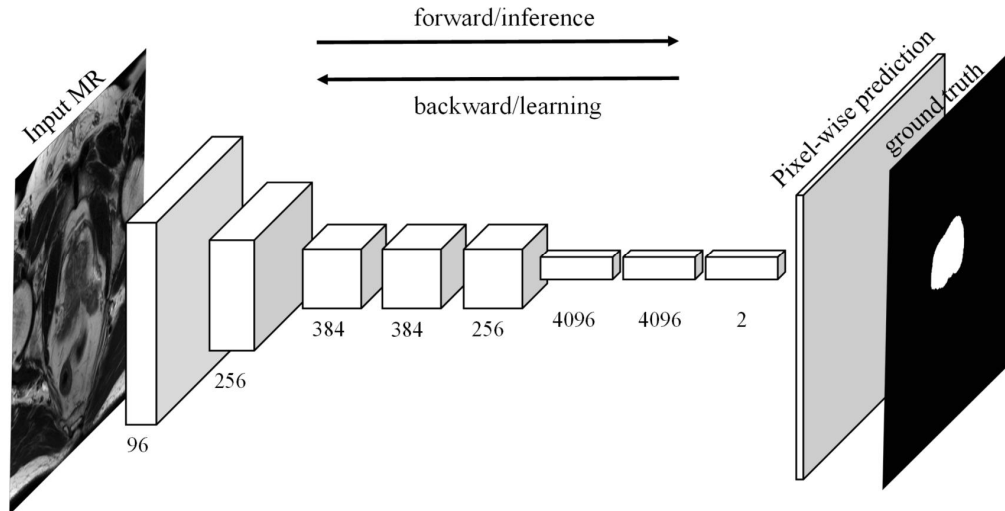 forward/inference
backward/learning
Input MR
Pixel-wise prediction
ground truth
96
256
384
384
256
4096
4096
2